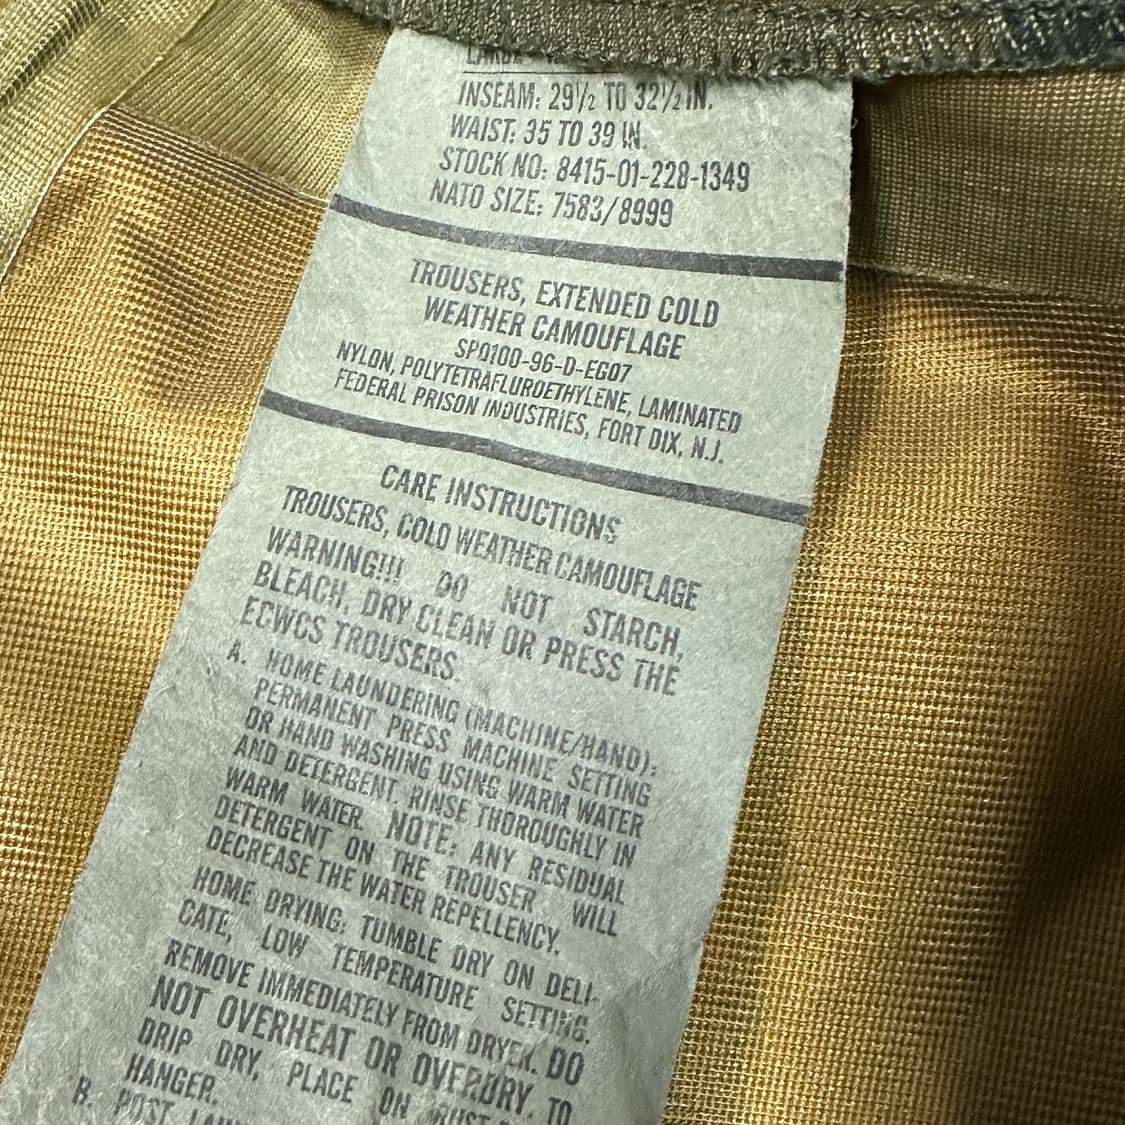 INSEAM: 29½ TO 32½ IN.
WAIST: 35 TO 39 IN.
STOCK NO: 8415-01-228-1349
NATO SIZE: 7583/8999
TROUSERS, EXTENDED COLD
WEATHER CAMOUFLAGE
SPO100-96-D-EG07
NYLON, POLYTETRAFLUROETHYLENE, LAMINATED
FEDERAL PRISON INDUSTRIES, FORT DIX, N.J.
CARE INSTRUCTIONS
TROUSERS, COLD WEATHER CAMOUFLAGE
WARNING!!! DO NOT STARCH,
BLEACH, DRY CLEAN OR PRESS THE
ECWCS TROUSERS.
A. HOME LAUNDERING (MACHINE/HAND):
PERMANENT PRESS MACHINE SETTING
OR HAND WASHING USING WARM WATER
AND DETERGENT. RINSE THOROUGHLY IN
WARM WATER. NOTE: ANY RESIDUAL
DETERGENT ON THE TROUSER WILL
DECREASE THE WATER REPELLENCY.
HOME DRYING: TUMBLE DRY ON DELI-
CATE, LOW TEMPERATURE SETTING.
REMOVE IMMEDIATELY FROM DRYER. DO
NOT OVERHEAT OR OVERDRY. TO
DRIP DRY, PLACE ON RUST
HANGER.
B. POST